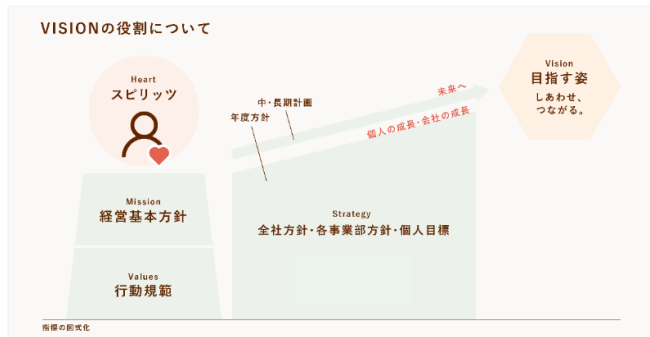 VISIONの役割について
Heart
スピリッツ
Mission
経営基本方針
Values
行動規範
中・長期計画
年度方針
未来へ
個人の成長・会社の成長
Strategy
全社方針・各事業部方針・個人目標
Vision
目指す姿
しあわせ、
つながる。
指標の図式化